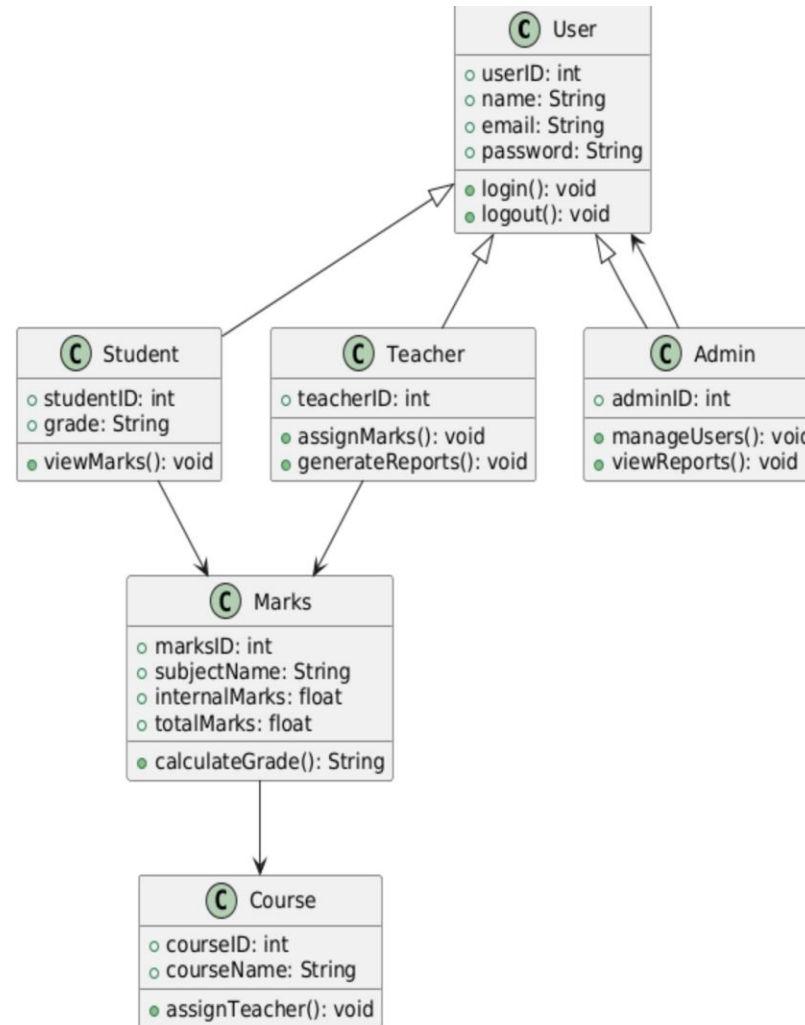 C User
userID: int
name: String
email: String
password: String
login(): void
logout(): void
C Student
studentID: int
grade: String
viewMarks(): void
C Teacher
teacherID: int
assignMarks(): void
generateReports(): void
C Admin
adminID: int
manageUsers(): void
viewReports(): void
C Marks
marksID: int
subjectName: String
internalMarks: float
totalMarks: float
calculateGrade(): String
C Course
courseID: int
courseName: String
assignTeacher(): void